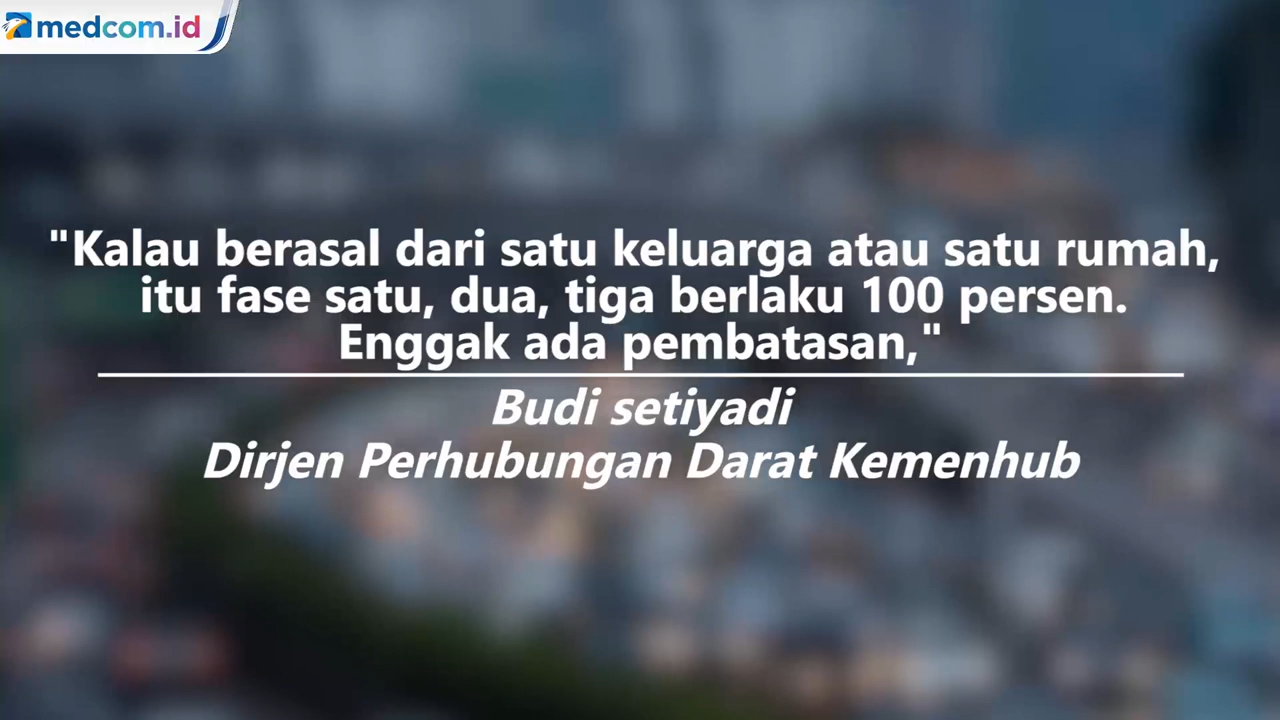 medcom.id
"Kalau berasal dari satu keluarga atau satu rumah,
itu fase satu, dua, tiga berlaku 100 persen.
Enggak ada pembatasan,"
Budi setiyadi
Dirjen Perhubungan Darat Kemenhub